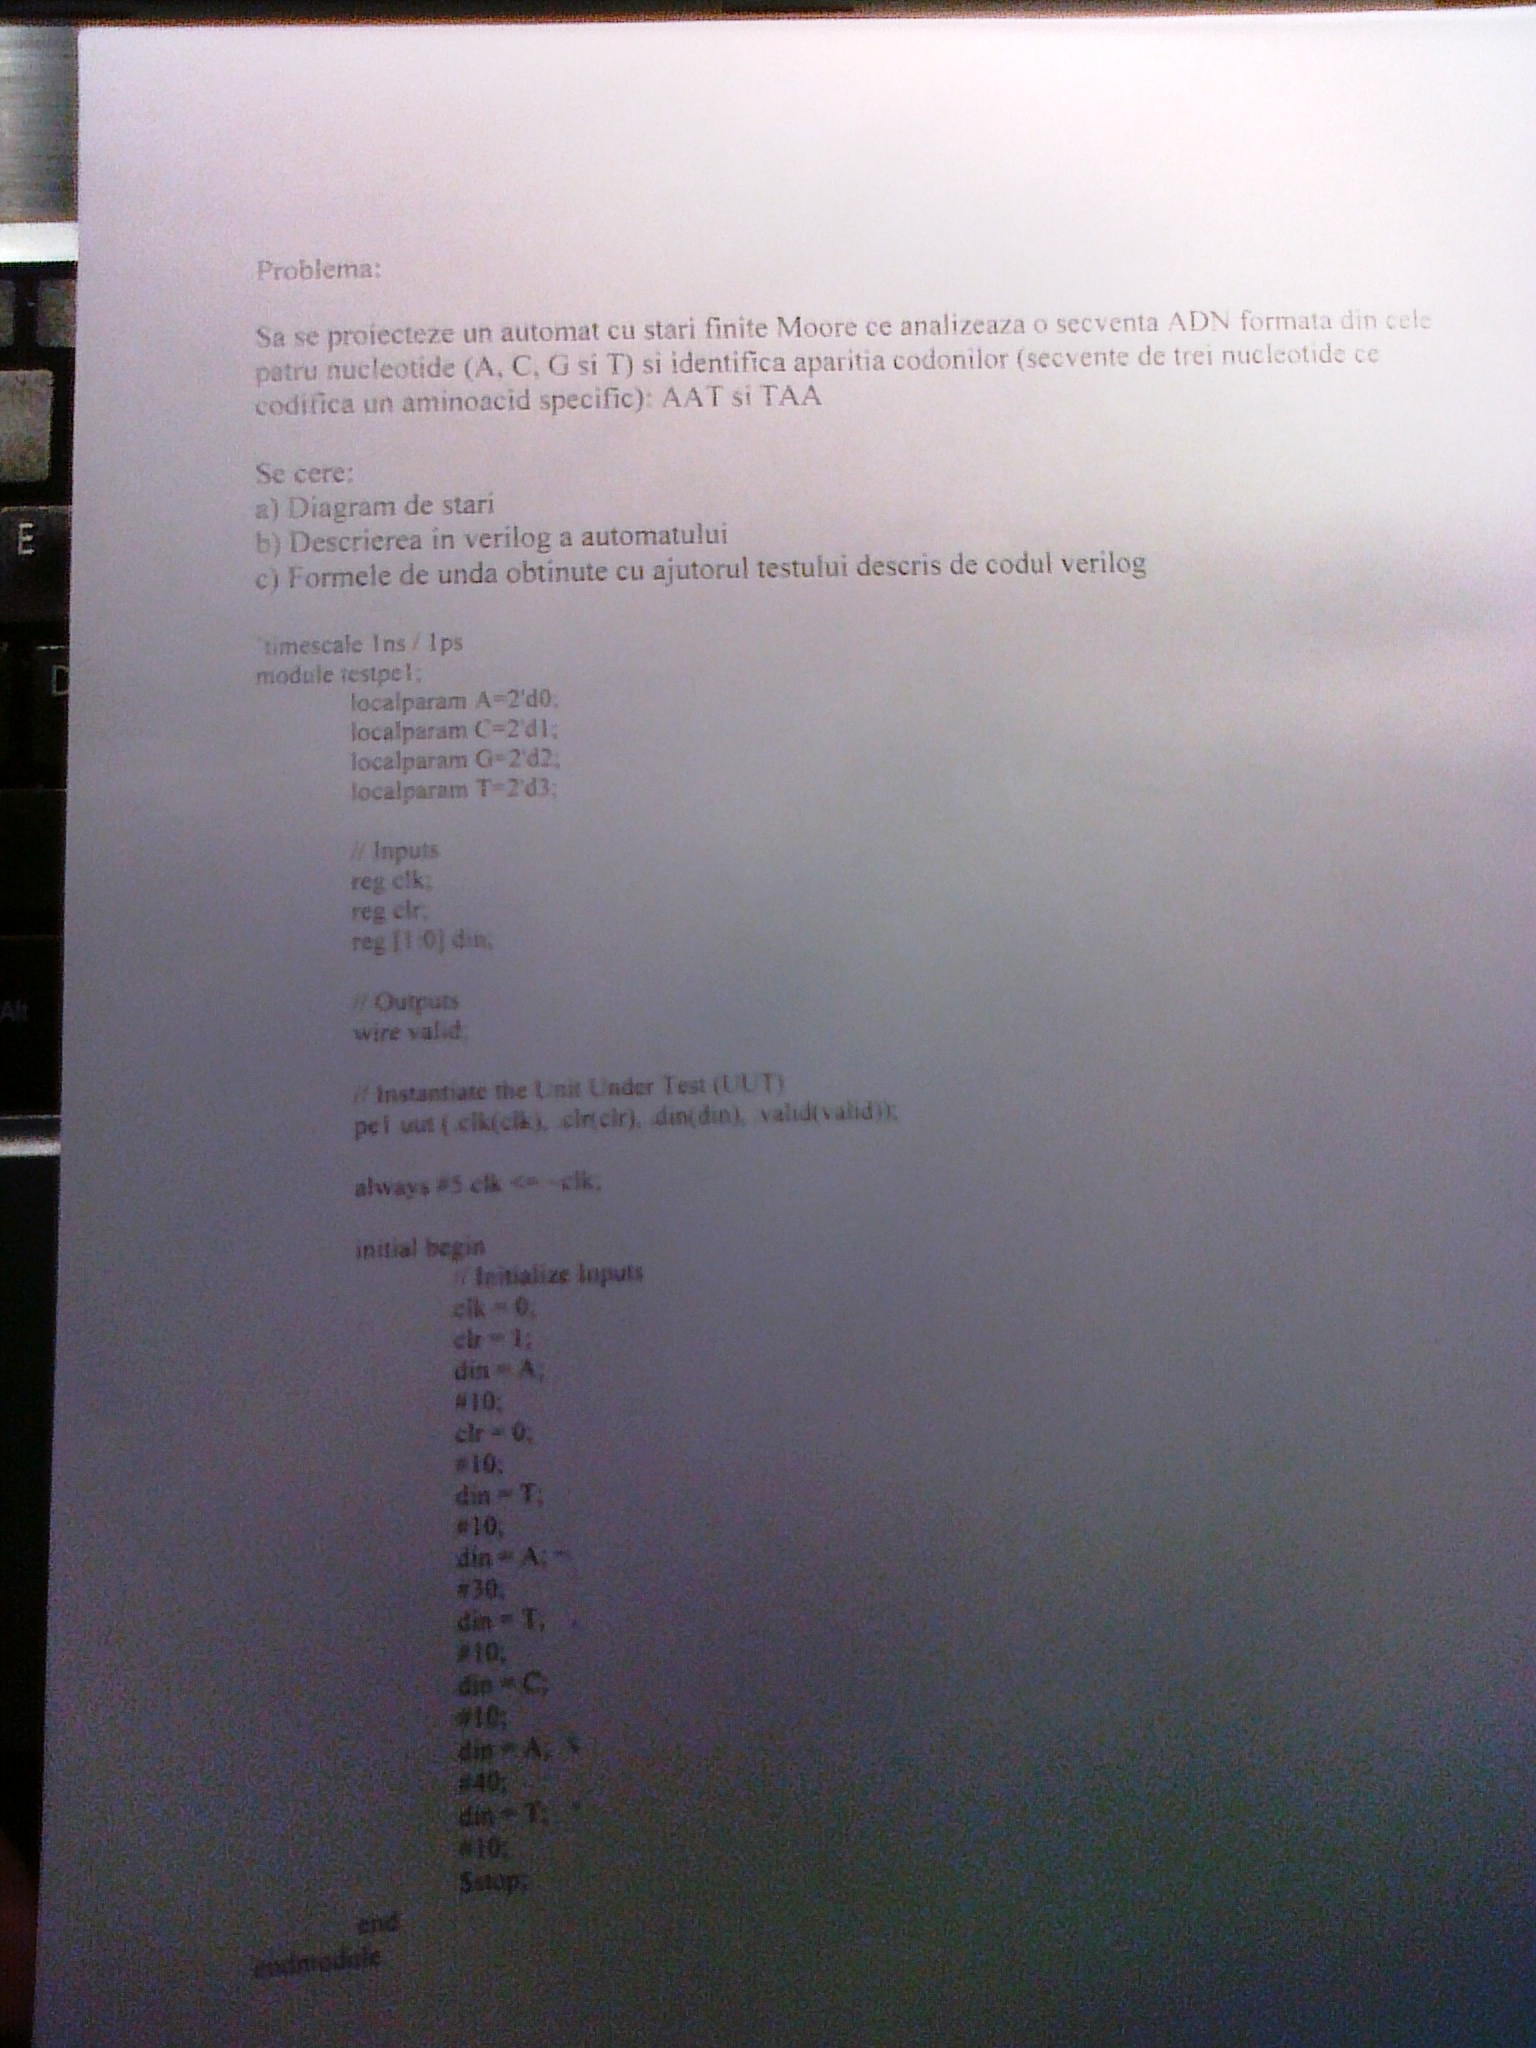 Problema:
Sa se proiecteze un automat cu stari finite Moore ce analizeaza o secventa ADN formata din cele
patru nucleotide (A, C, G si T) si identifica aparitia codonilor (secvente de trei nucleotide ce
codifica un aminoacid specific): AAT si TAA
Se cere:
a) Diagram de stari
b) Descrierea in verilog a automatului
c) Formele de unda obtinute cu ajutorul testului descris de codul verilog
`timescale 1ns / 1ps
module testpe1;
localparam A=2'd0;
localparam C=2'd1;
localparam G=2'd2;
localparam T=2'd3;
// Inputs
reg clk;
reg clr;
reg [1:0] din;
// Outputs
wire valid;
// Instantiate the Unit Under Test (UUT)
pe1 uut ( .clk(clk), .clr(clr), .din(din), .valid(valid));
always #5 clk <= ~clk;
initial begin
// Initialize Inputs
clk = 0;
clr = 1;
din = A;
#10;
clr = 0;
#10;
din = T;
#10;
din = A;
#30;
din = T;
#10;
din = C;
#10;
din = A;
#40;
din = T;
#10;
$stop;
end
endmodule
E
D
Alt